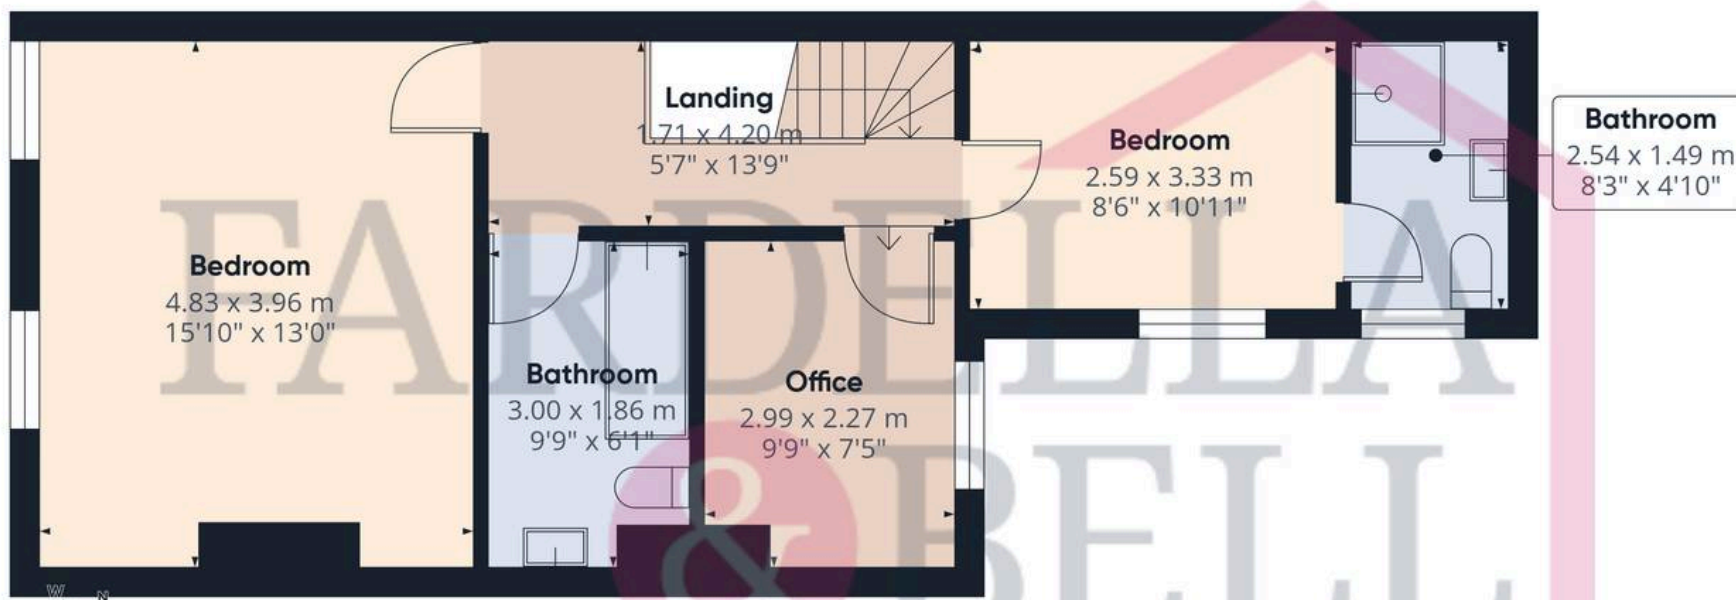 Landing
1.71 x 4.20 m
5'7" x 13'9"
Bedroom
2.59 x 3.33 m
8'6" x 10'11"
Bathroom
2.54 x 1.49 m
8'3" x 4'10"
Bedroom
4.83 x 3.96 m
15'10" x 13'0"
Bathroom
3.00 x 1.86 m
9'9" x 6'1"
Office
2.99 x 2.27 m
9'9" x 7'5"
FARDELLA
& BELL
W N